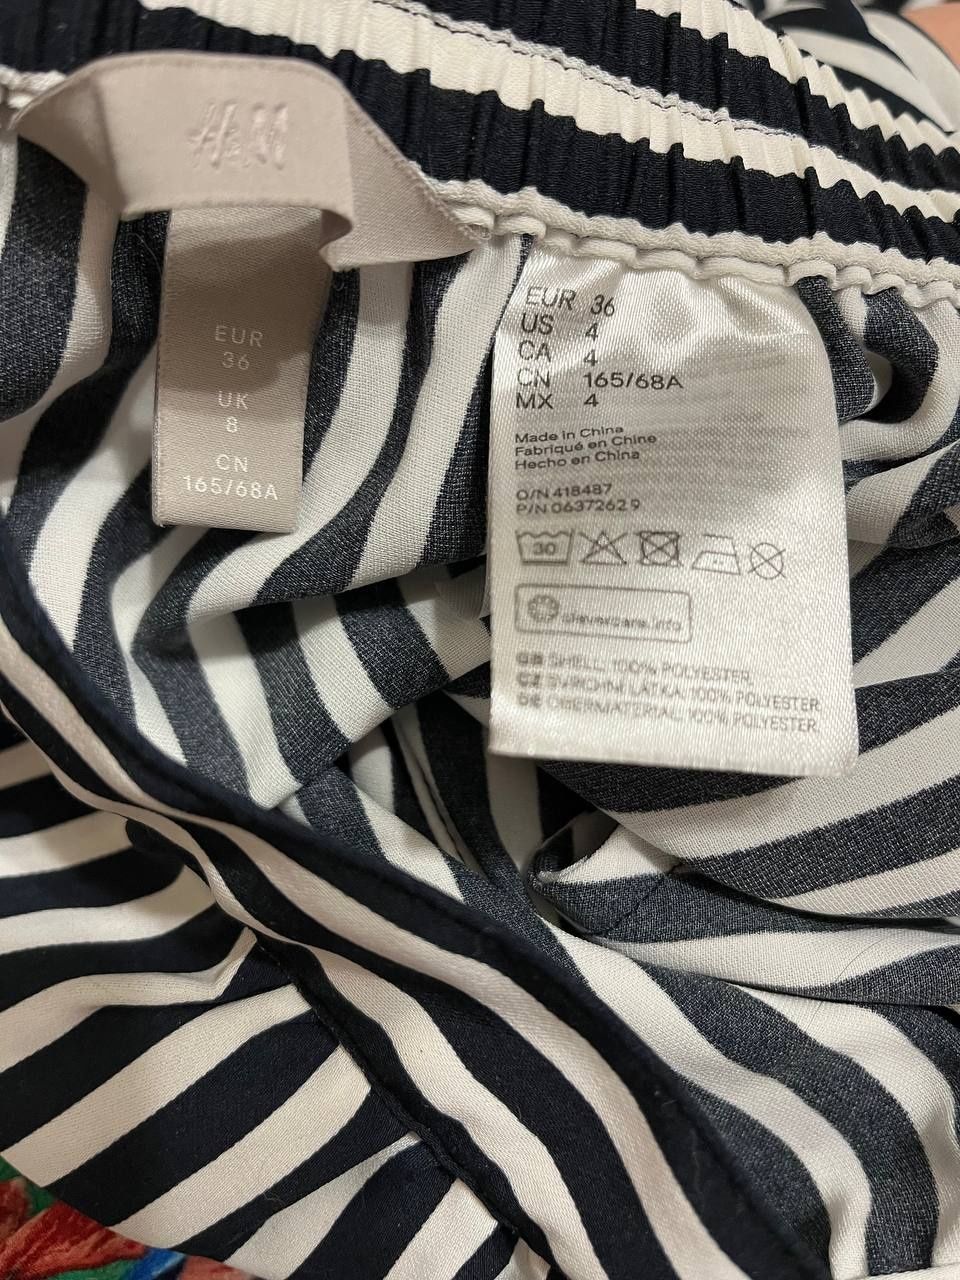 H&M
EUR
36
UK
8
CN
165/68A
EUR 36
US 4
CA 4
CN 165/68A
MX 4
Made in China
Fabriqué en Chine
Hecho en China
O/N 418487
P/N 0637262 9
30
clevercare.info
GB SHELL: 100% POLYESTER.
CZ SVRCHNÍ LÁTKA: 100% POLYESTER.
DE OBERMATERIAL: 100% POLYESTER.